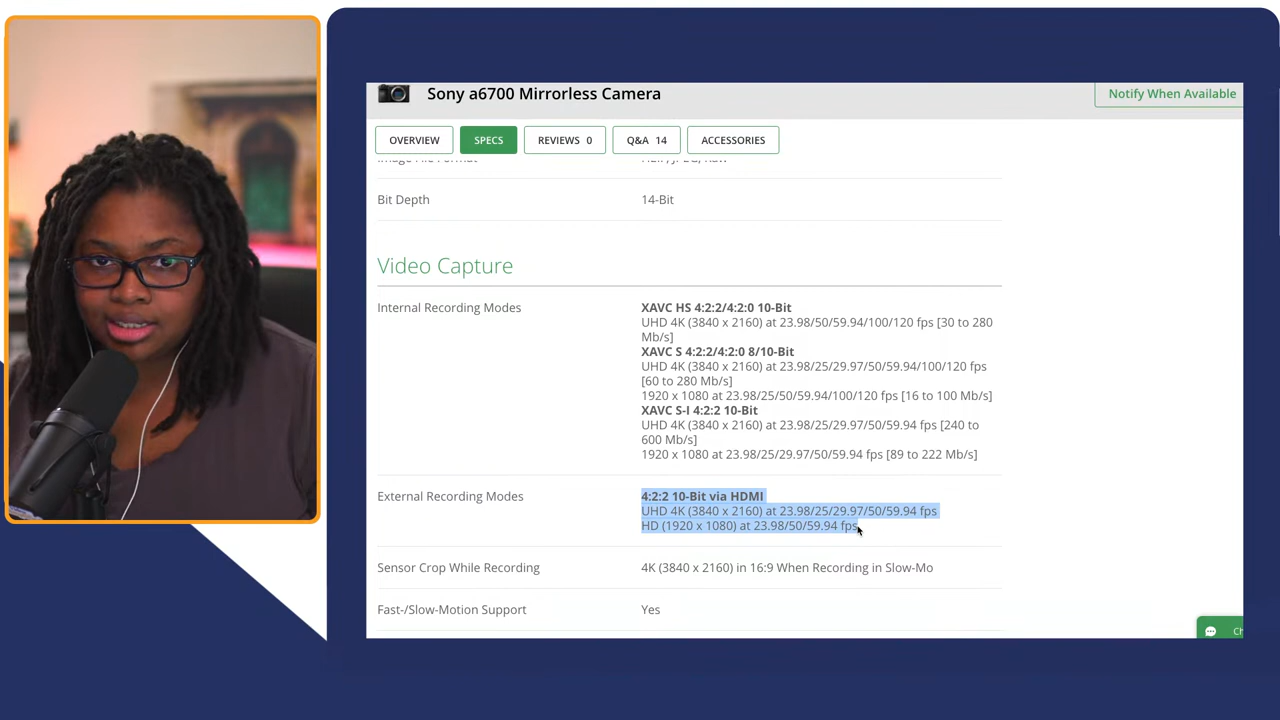 Sony a6700 Mirrorless Camera
Notify When Available
OVERVIEW
SPECS
REVIEWS 0
Q&A 14
ACCESSORIES
Bit Depth
14-Bit
Video Capture
Internal Recording Modes
XAVC HS 4:2:2/4:2:0 10-Bit
UHD 4K (3840 x 2160) at 23.98/50/59.94/100/120 fps [30 to 280
Mb/s]
XAVC S 4:2:2/4:2:0 8/10-Bit
UHD 4K (3840 x 2160) at 23.98/25/29.97/50/59.94/100/120 fps
[60 to 280 Mb/s]
1920 x 1080 at 23.98/25/50/59.94/100/120 fps [16 to 100 Mb/s]
XAVC S-I 4:2:2 10-Bit
UHD 4K (3840 x 2160) at 23.98/25/29.97/50/59.94 fps [240 to
600 Mb/s]
1920 x 1080 at 23.98/25/29.97/50/59.94 fps [89 to 222 Mb/s]
External Recording Modes
4:2:2 10-Bit via HDMI
UHD 4K (3840 x 2160) at 23.98/25/29.97/50/59.94 fps
HD (1920 x 1080) at 23.98/50/59.94 fps
Sensor Crop While Recording
4K (3840 x 2160) in 16:9 When Recording in Slow-Mo
Fast-/Slow-Motion Support
Yes